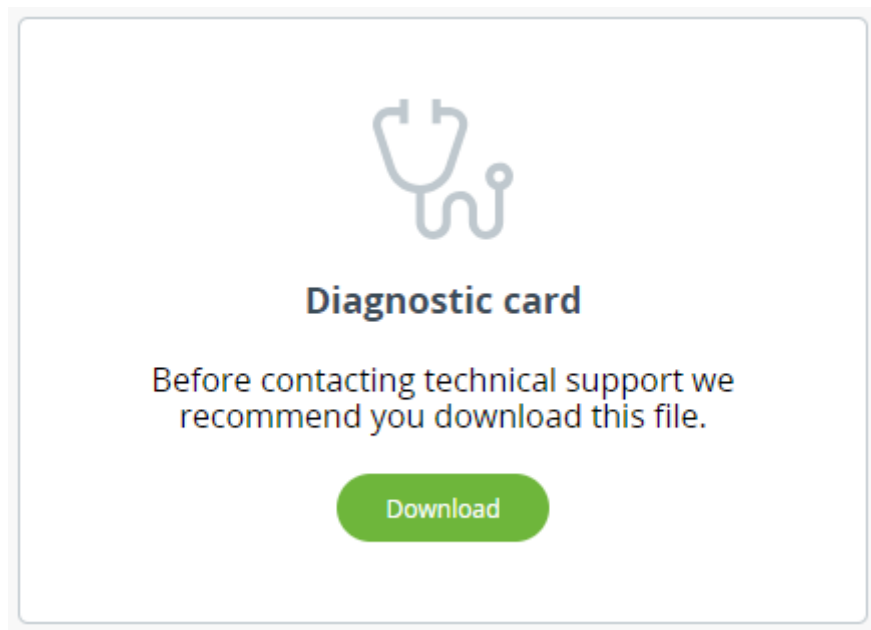 Diagnostic card
Before contacting technical support we
recommend you download this file.
Download